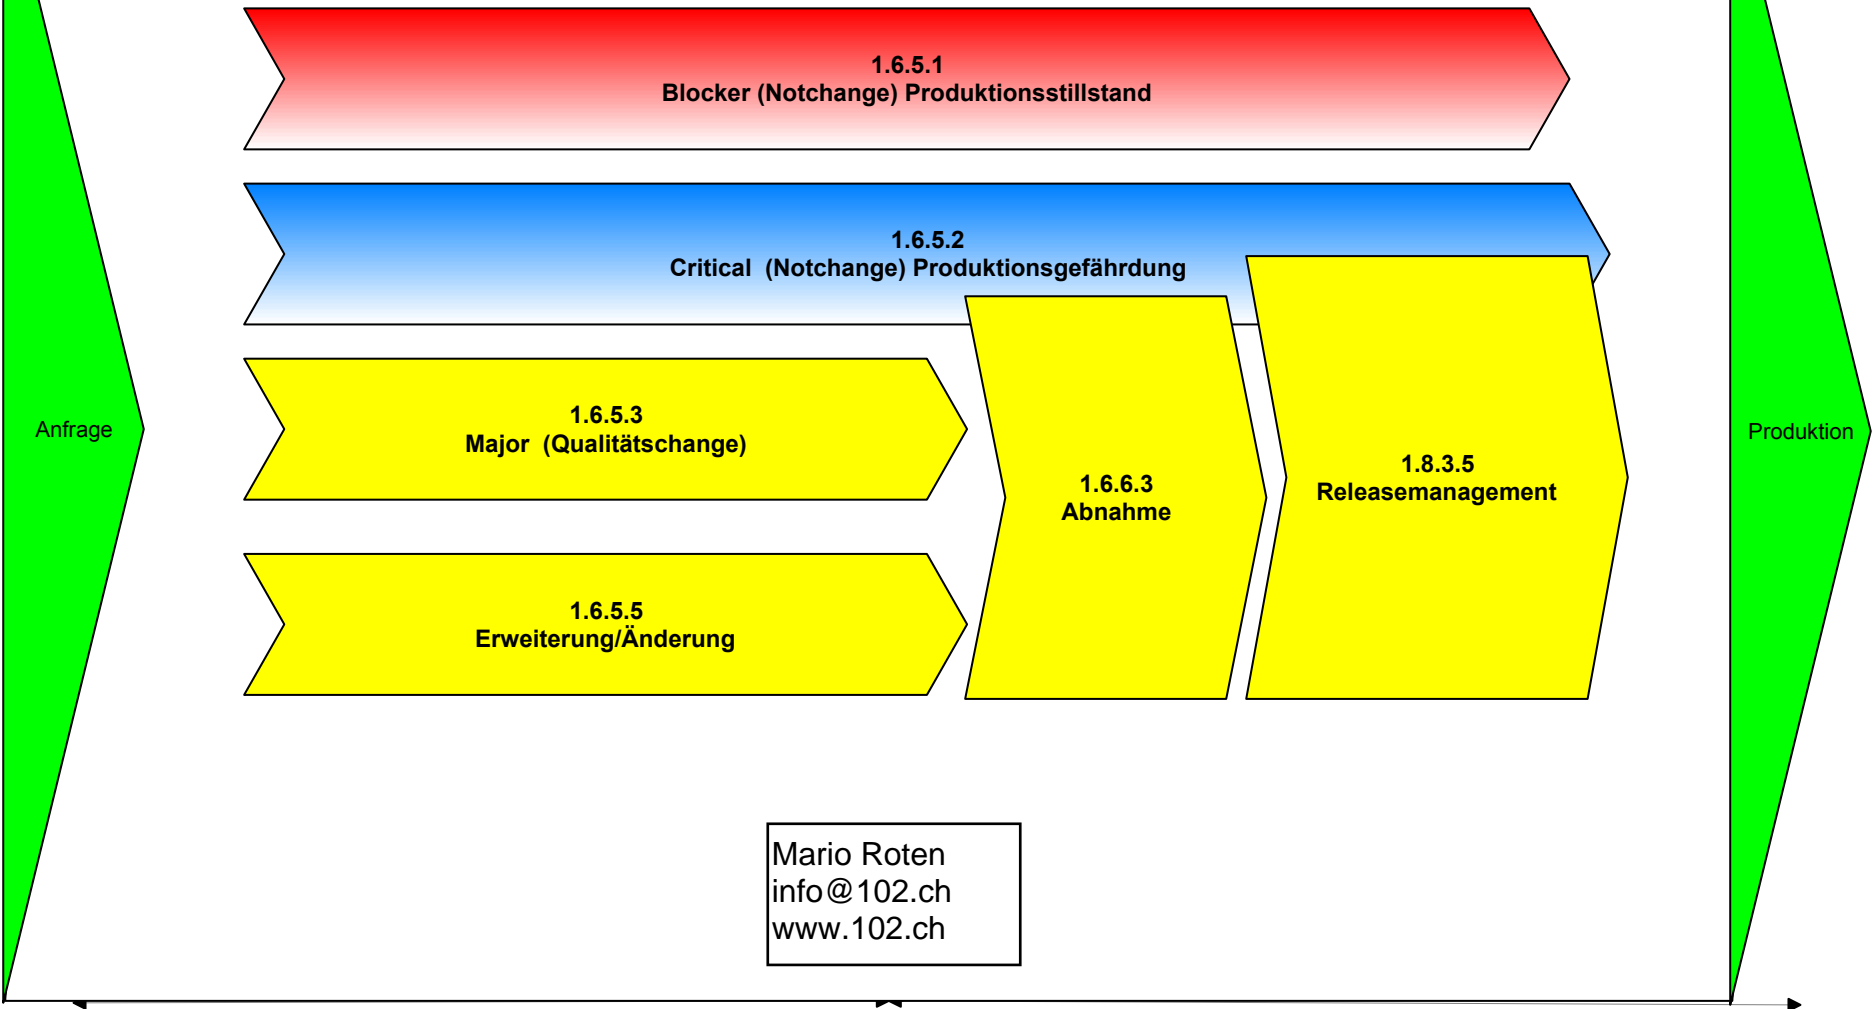 1.6.5.1
Blocker (Notchange) Produktionsstillstand
1.6.5.2
Critical  (Notchange) Produktionsgefährdung
Anfrage
1.6.5.3
Major  (Qualitätschange)
1.6.6.3
Abnahme
1.8.3.5
Releasemanagement
Produktion
1.6.5.5
Erweiterung/Änderung
Mario Roten
info@102.ch
www.102.ch